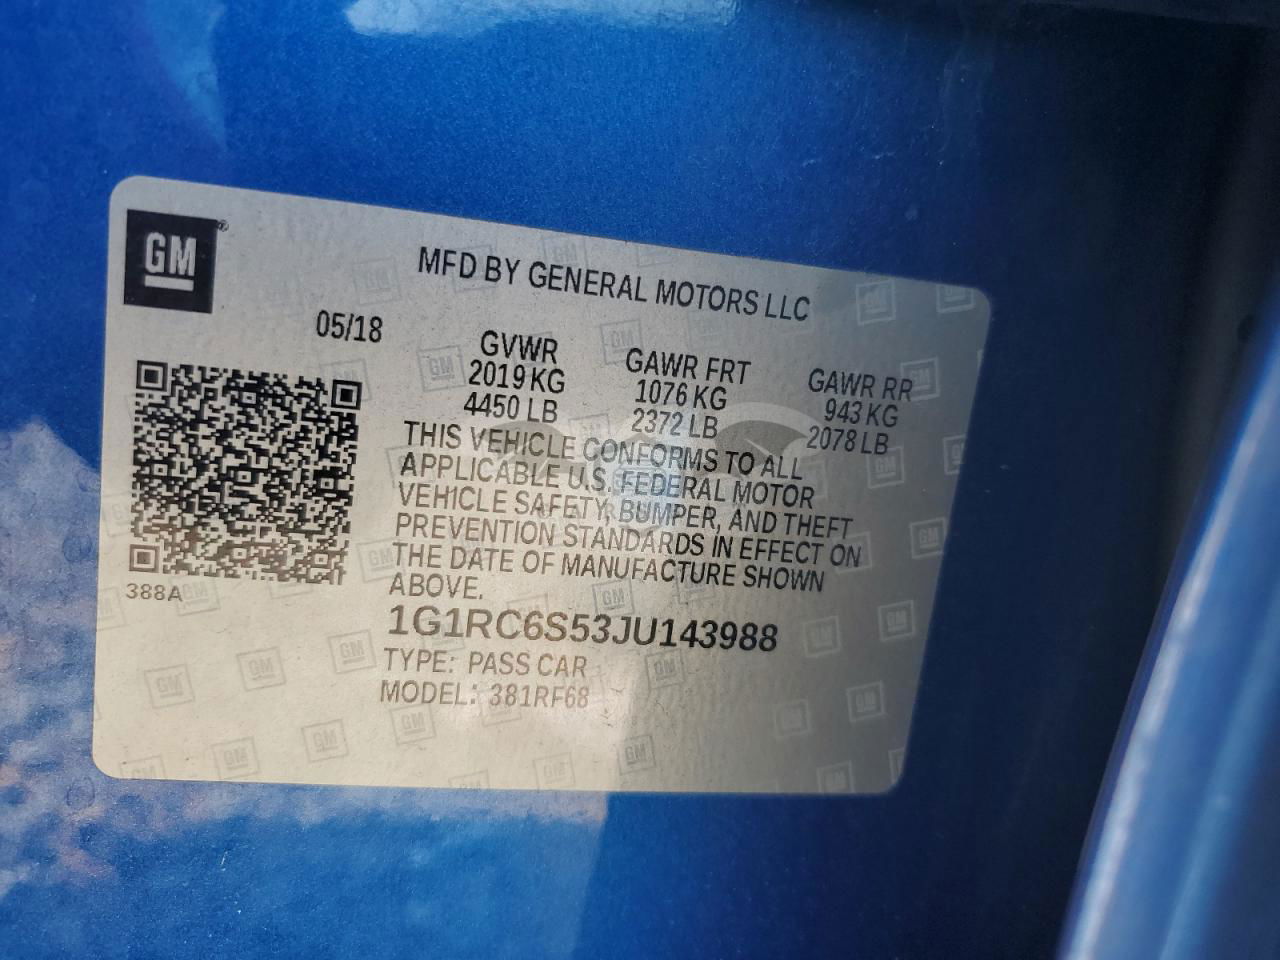 GM
MFD BY GENERAL MOTORS LLC
05/18
GVWR
2019 KG
4450 LB
GAWR FRT
1076 KG
2372 LB
GAWR RR
943 KG
2078 LB
THIS VEHICLE CONFORMS TO ALL
APPLICABLE U.S. FEDERAL MOTOR
VEHICLE SAFETY, BUMPER, AND THEFT
PREVENTION STANDARDS IN EFFECT ON
THE DATE OF MANUFACTURE SHOWN
ABOVE.
388A
1G1RC6S53JU143988
TYPE: PASS CAR
MODEL: 381RF68